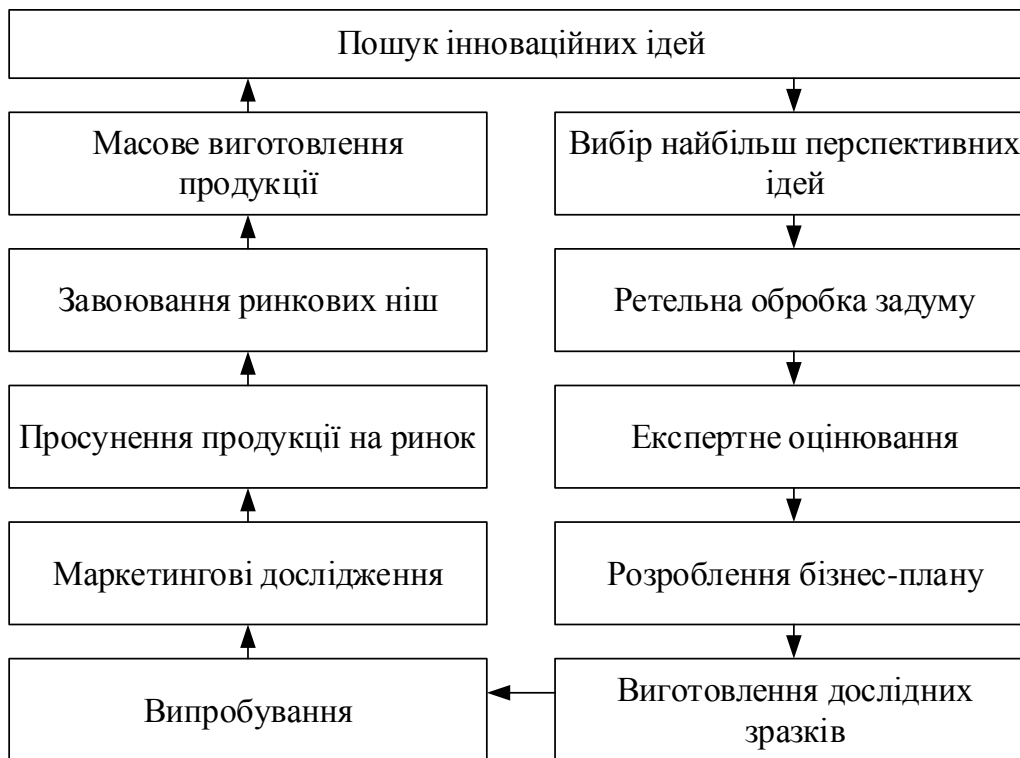 Пошук інноваційних ідей
Масове виготовлення
продукції
Вибір найбільш перспективних
ідей
Завоювання ринкових ніш
Ретельна обробка задуму
Просунення продукції на ринок
Експертне оцінювання
Маркетингові дослідження
Розроблення бізнес-плану
Випробування
Виготовлення дослідних
зразків